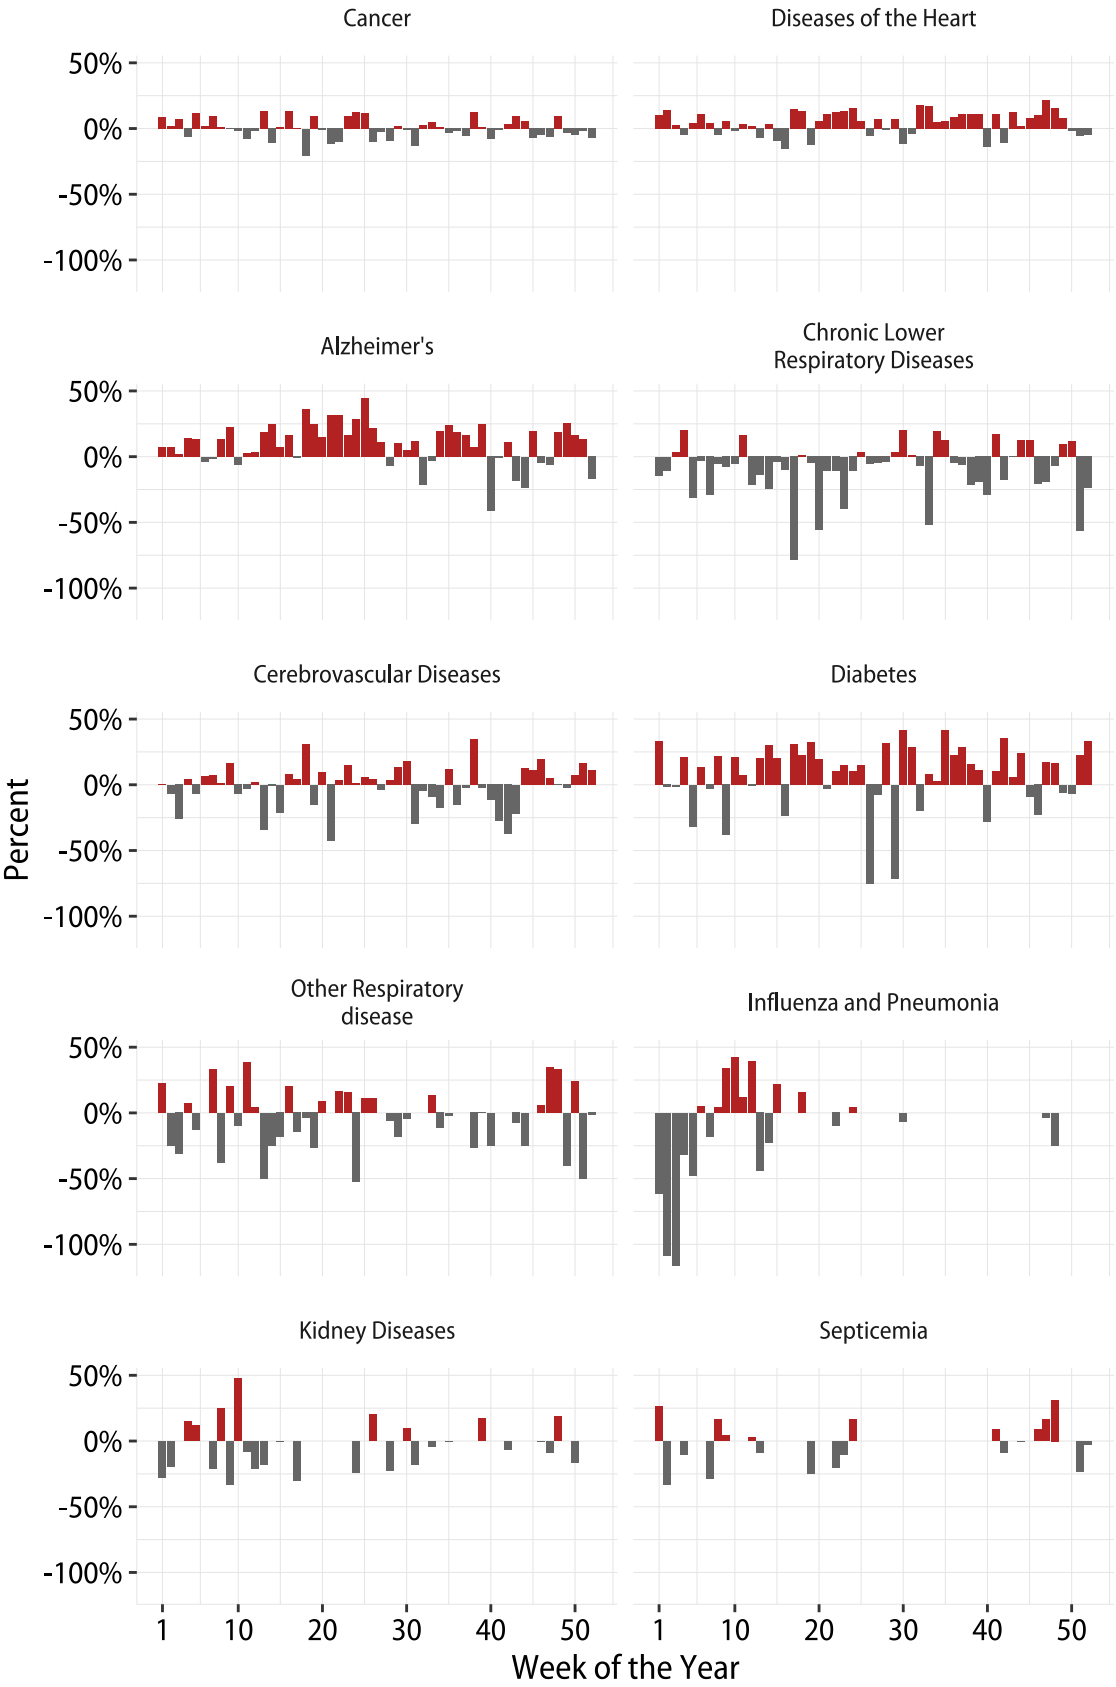 Cancer
Diseases of the Heart
50%
0%
-50%
-100%
Alzheimer's
Chronic Lower
Respiratory Diseases
50%
0%
-50%
-100%
Cerebrovascular Diseases
Diabetes
50%
0%
-50%
-100%
Percent
Other Respiratory
disease
Influenza and Pneumonia
50%
0%
-50%
-100%
Kidney Diseases
Septicemia
50%
0%
-50%
-100%
1 10 20 30 40 50
1 10 20 30 40 50
Week of the Year